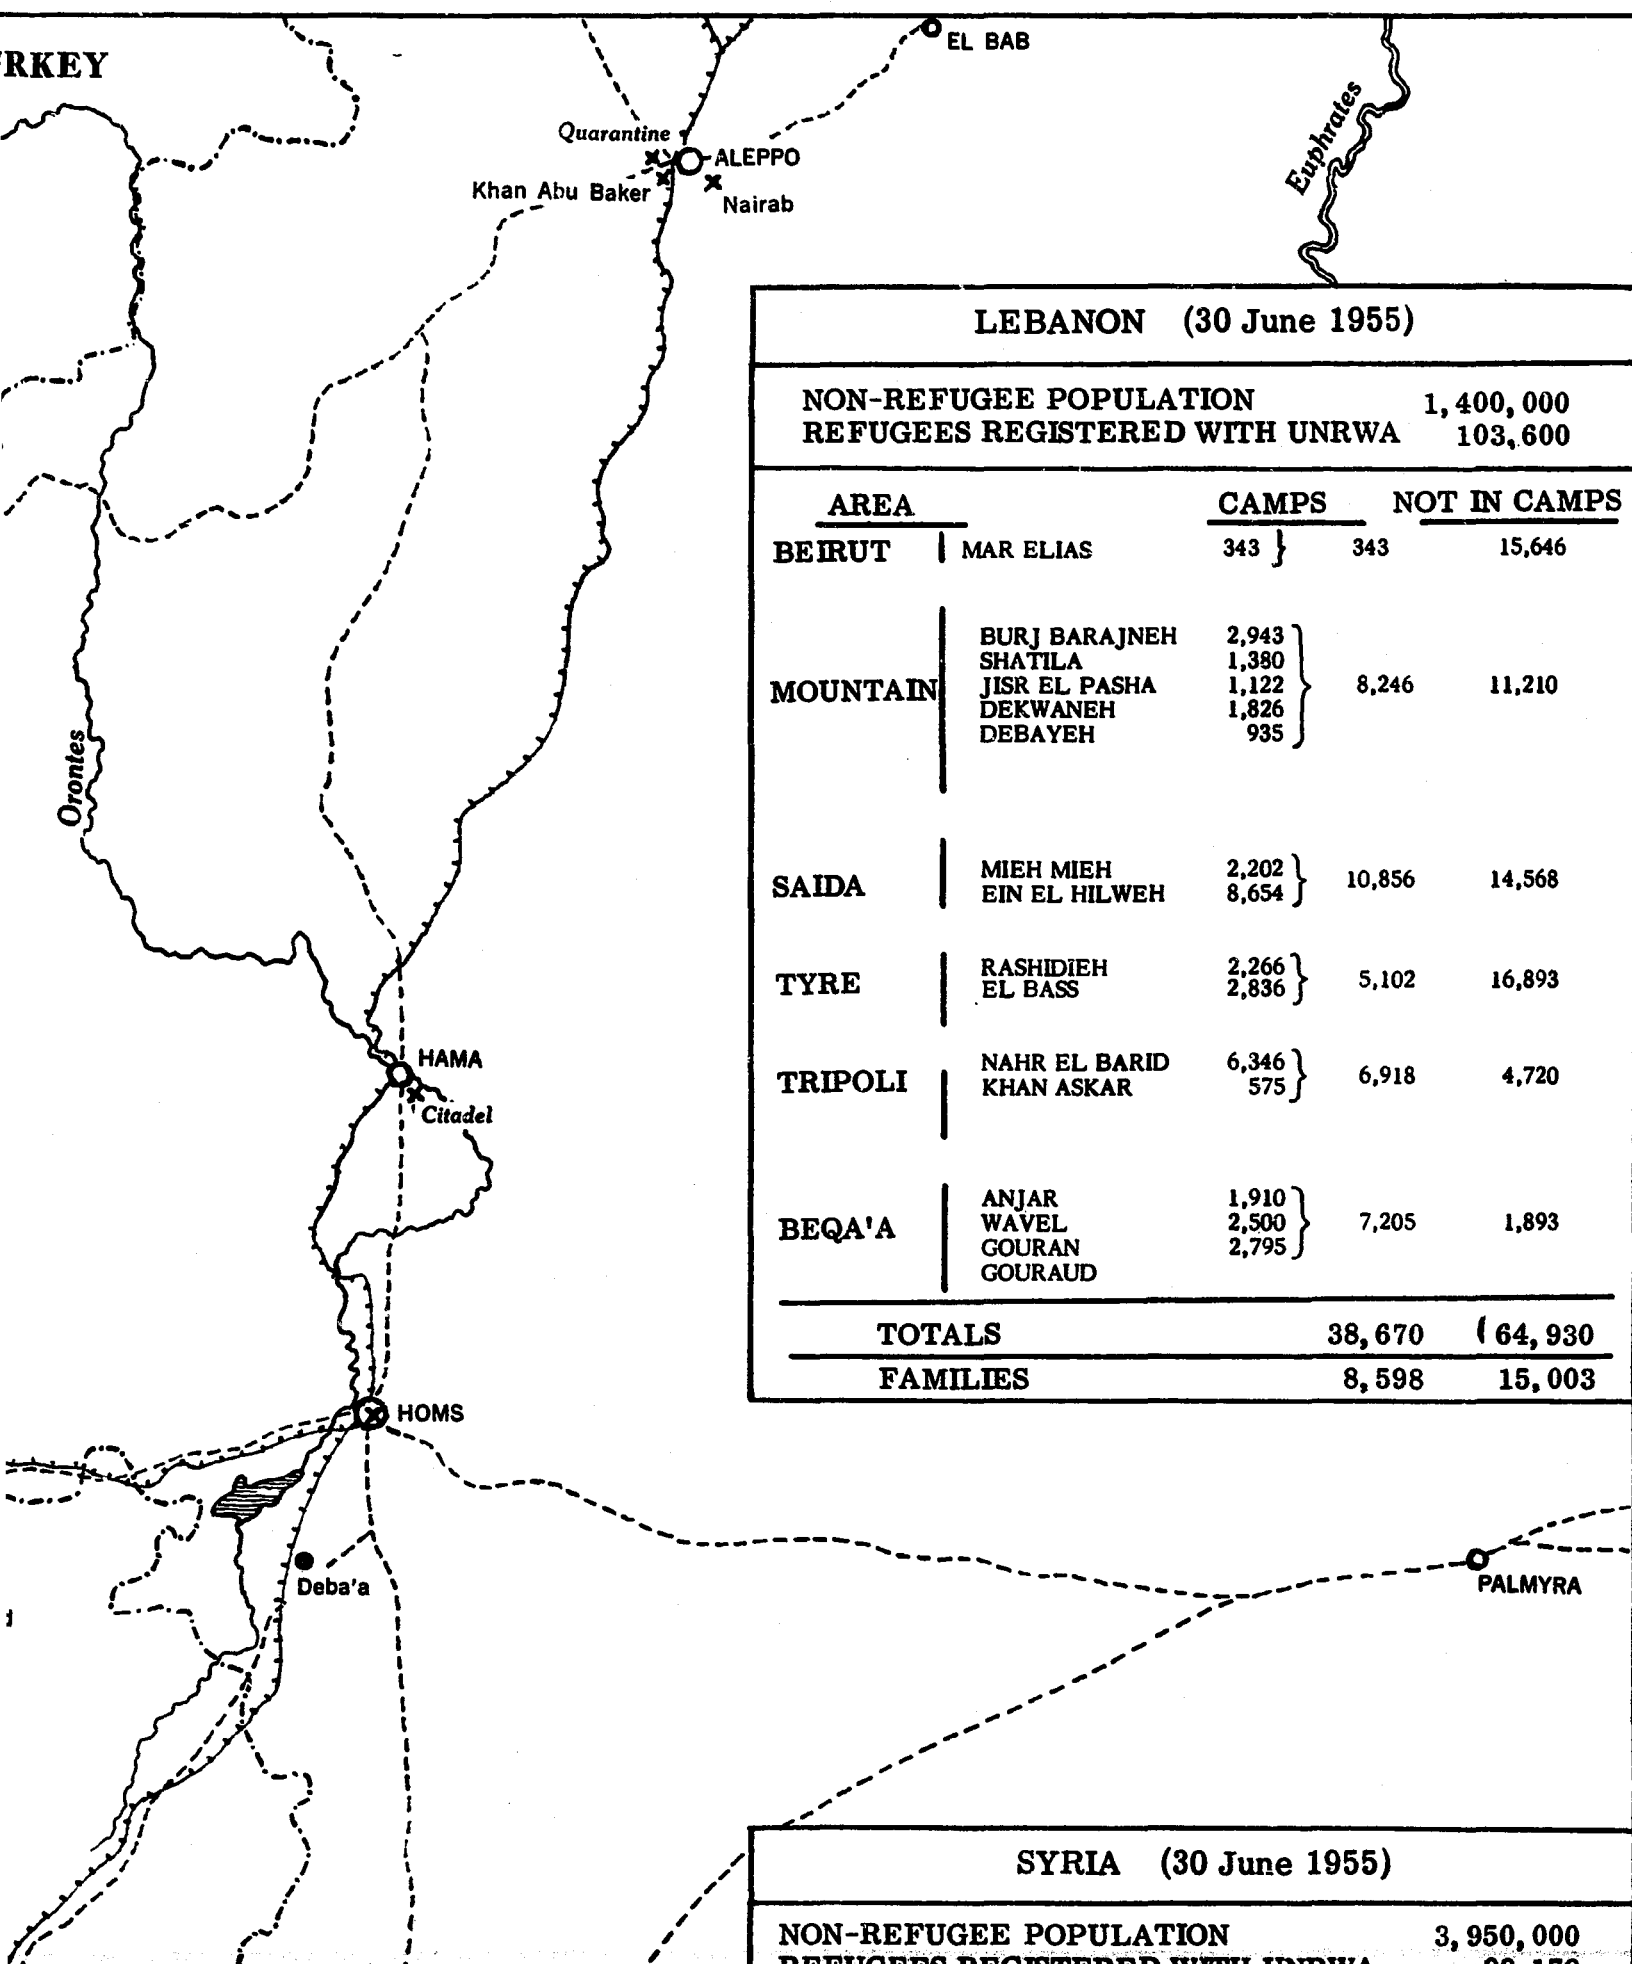 RKEY
EL BAB
Euphrates
Quarantine
ALEPPO
Khan Abu Baker
Nairab
Orontes
HAMA
Citadel
HOMS
Deba'a
PALMYRA
LEBANON (30 June 1955)
NON-REFUGEE POPULATION 1,400,000
REFUGEES REGISTERED WITH UNRWA 103,600
AREA CAMPS NOT IN CAMPS
BEIRUT MAR ELIAS 343 } 343 15,646
BURJ BARAJNEH 2,943
SHATILA 1,380
MOUNTAIN JISR EL PASHA 1,122 } 8,246 11,210
DEKWANEH 1,826
DEBAYEH 935
SAIDA MIEH MIEH 2,202 } 10,856 14,568
EIN EL HILWEH 8,654
TYRE RASHIDIEH 2,266 } 5,102 16,893
EL BASS 2,836
TRIPOLI NAHR EL BARID 6,346 } 6,918 4,720
KHAN ASKAR 575
ANJAR 1,910
BEQA'A WAVEL 2,500 } 7,205 1,893
GOURAN 2,795
GOURAUD
TOTALS 38,670 64,930
FAMILIES 8,598 15,003
SYRIA (30 June 1955)
NON-REFUGEE POPULATION 3,950,000
REFUGEES REGISTERED WITH UNRWA